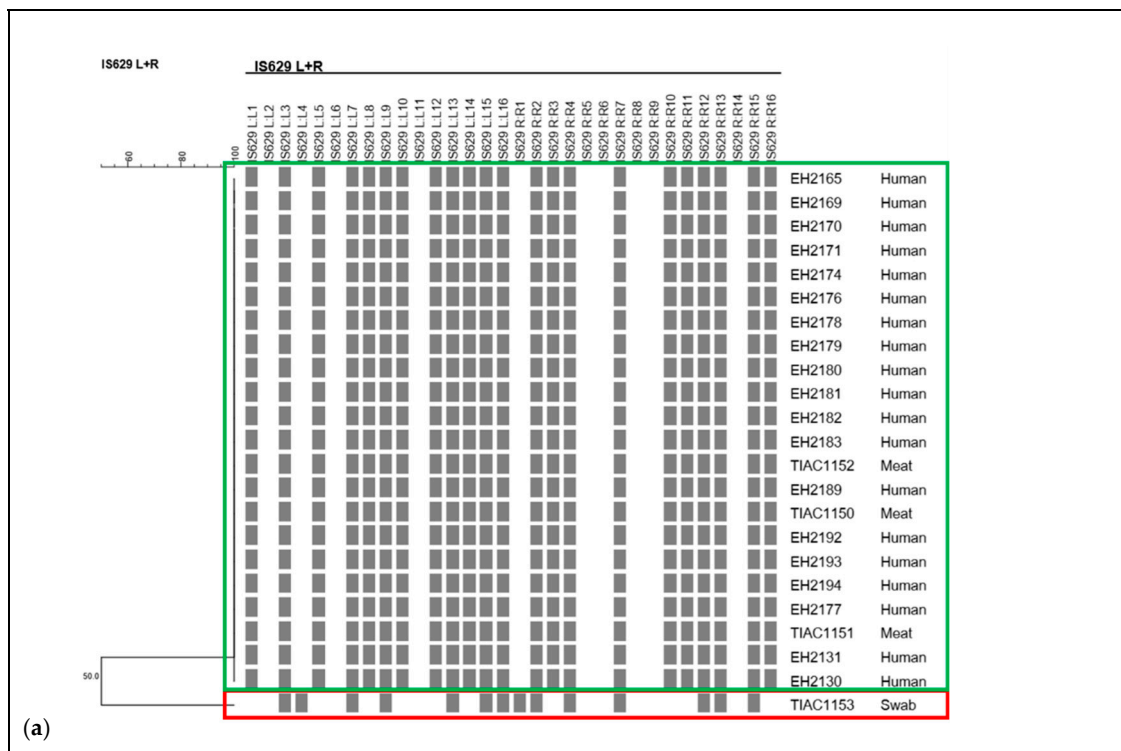 IS629 L+R
IS629 L+R
IS629 L:L1
IS629 L:L2
IS629 L:L3
IS629 L:L4
IS629 L:L5
IS629 L:L6
IS629 L:L7
IS629 L:L8
IS629 L:L9
IS629 L:L10
IS629 L:L11
IS629 L:L12
IS629 L:L13
IS629 L:L14
IS629 L:L15
IS629 L:L16
IS629 R:R1
IS629 R:R2
IS629 R:R3
IS629 R:R4
IS629 R:R5
IS629 R:R6
IS629 R:R7
IS629 R:R8
IS629 R:R9
IS629 R:R10
IS629 R:R11
IS629 R:R12
IS629 R:R13
IS629 R:R14
IS629 R:R15
IS629 R:R16
60 80 100
EH2165 Human
EH2169 Human
EH2170 Human
EH2171 Human
EH2174 Human
EH2176 Human
EH2178 Human
EH2179 Human
EH2180 Human
EH2181 Human
EH2182 Human
EH2183 Human
TIAC1152 Meat
EH2189 Human
TIAC1150 Meat
EH2192 Human
EH2193 Human
EH2194 Human
EH2177 Human
TIAC1151 Meat
EH2131 Human
50.0
EH2130 Human
TIAC1153 Swab
(a)